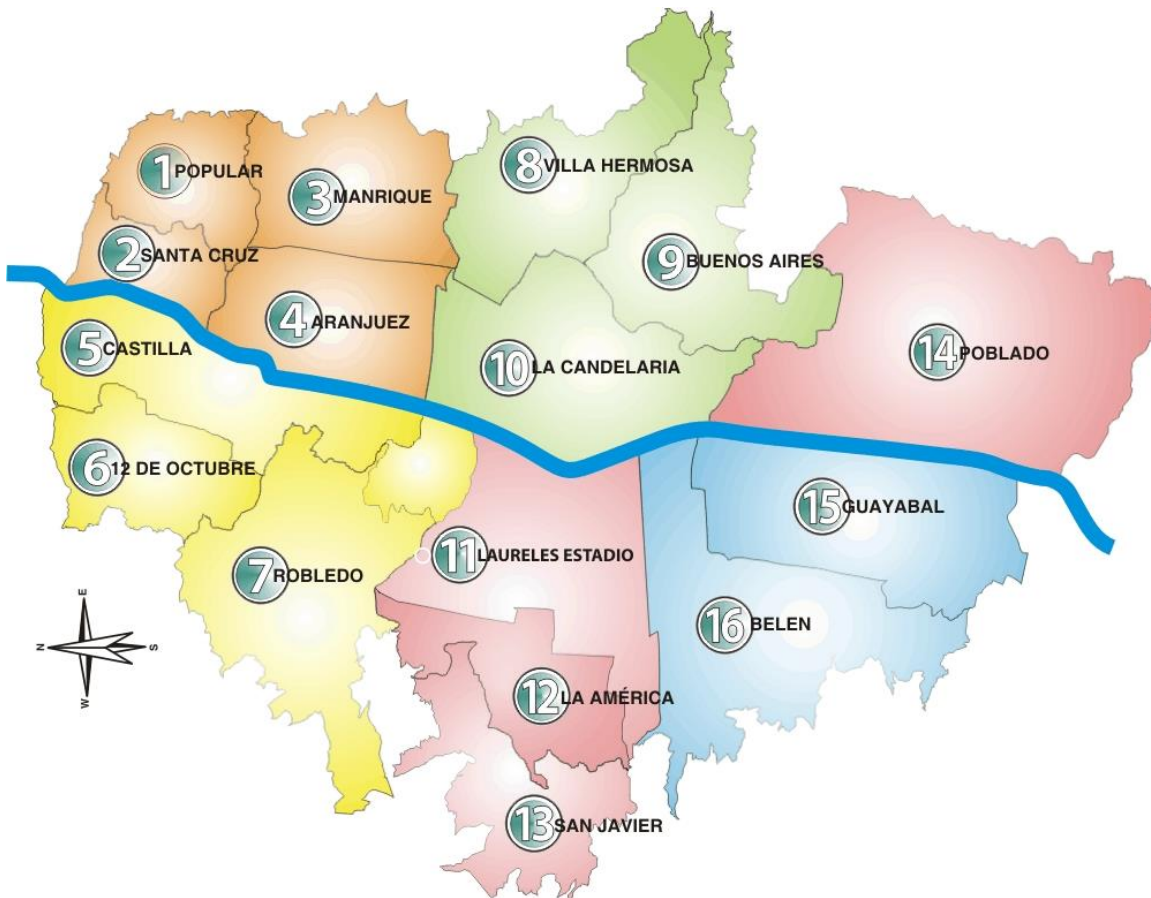 1 POPULAR
2 SANTA CRUZ
3 MANRIQUE
4 ARANJUEZ
5 CASTILLA
6 12 DE OCTUBRE
7 ROBLEDO
8 VILLA HERMOSA
9 BUENOS AIRES
10 LA CANDELARIA
11 LAURELES ESTADIO
12 LA AMÉRICA
13 SAN JAVIER
14 POBLADO
15 GUAYABAL
16 BELEN
N
E
S
W